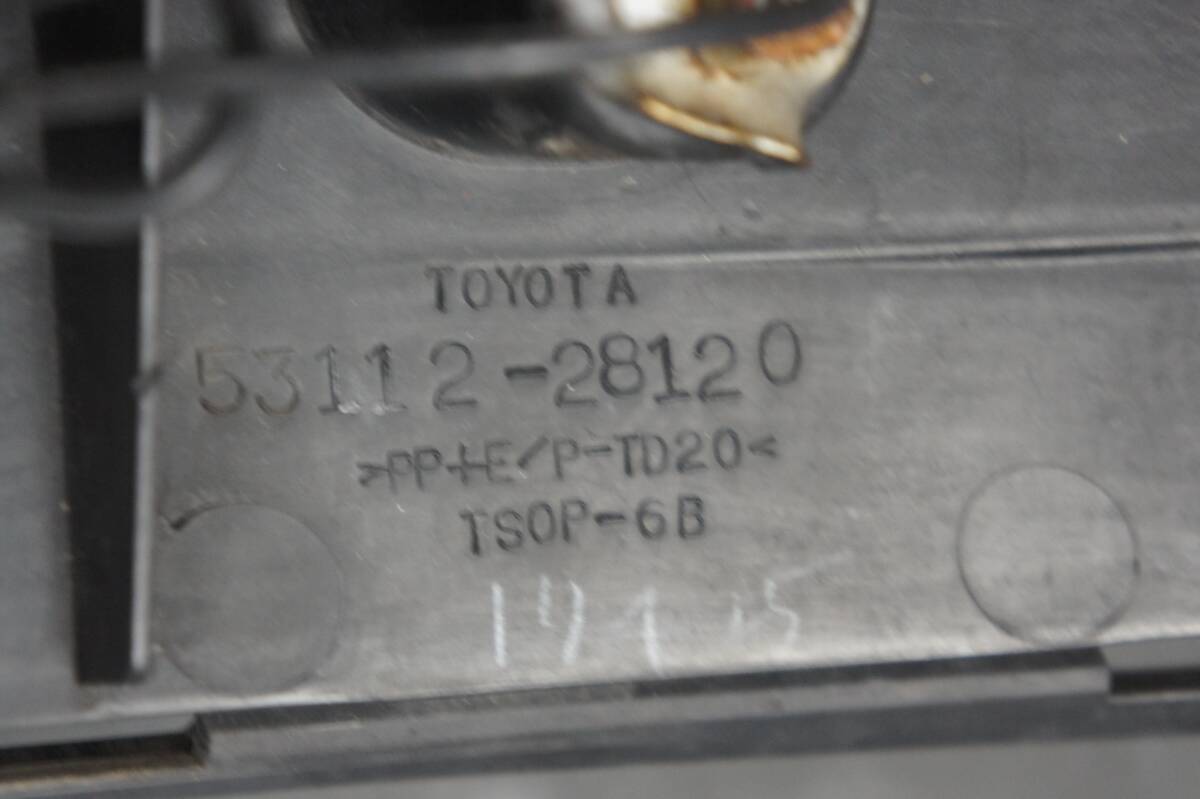 TOYOTA
53112-28120
>PP+E/P-TD20<
TSOP-6B